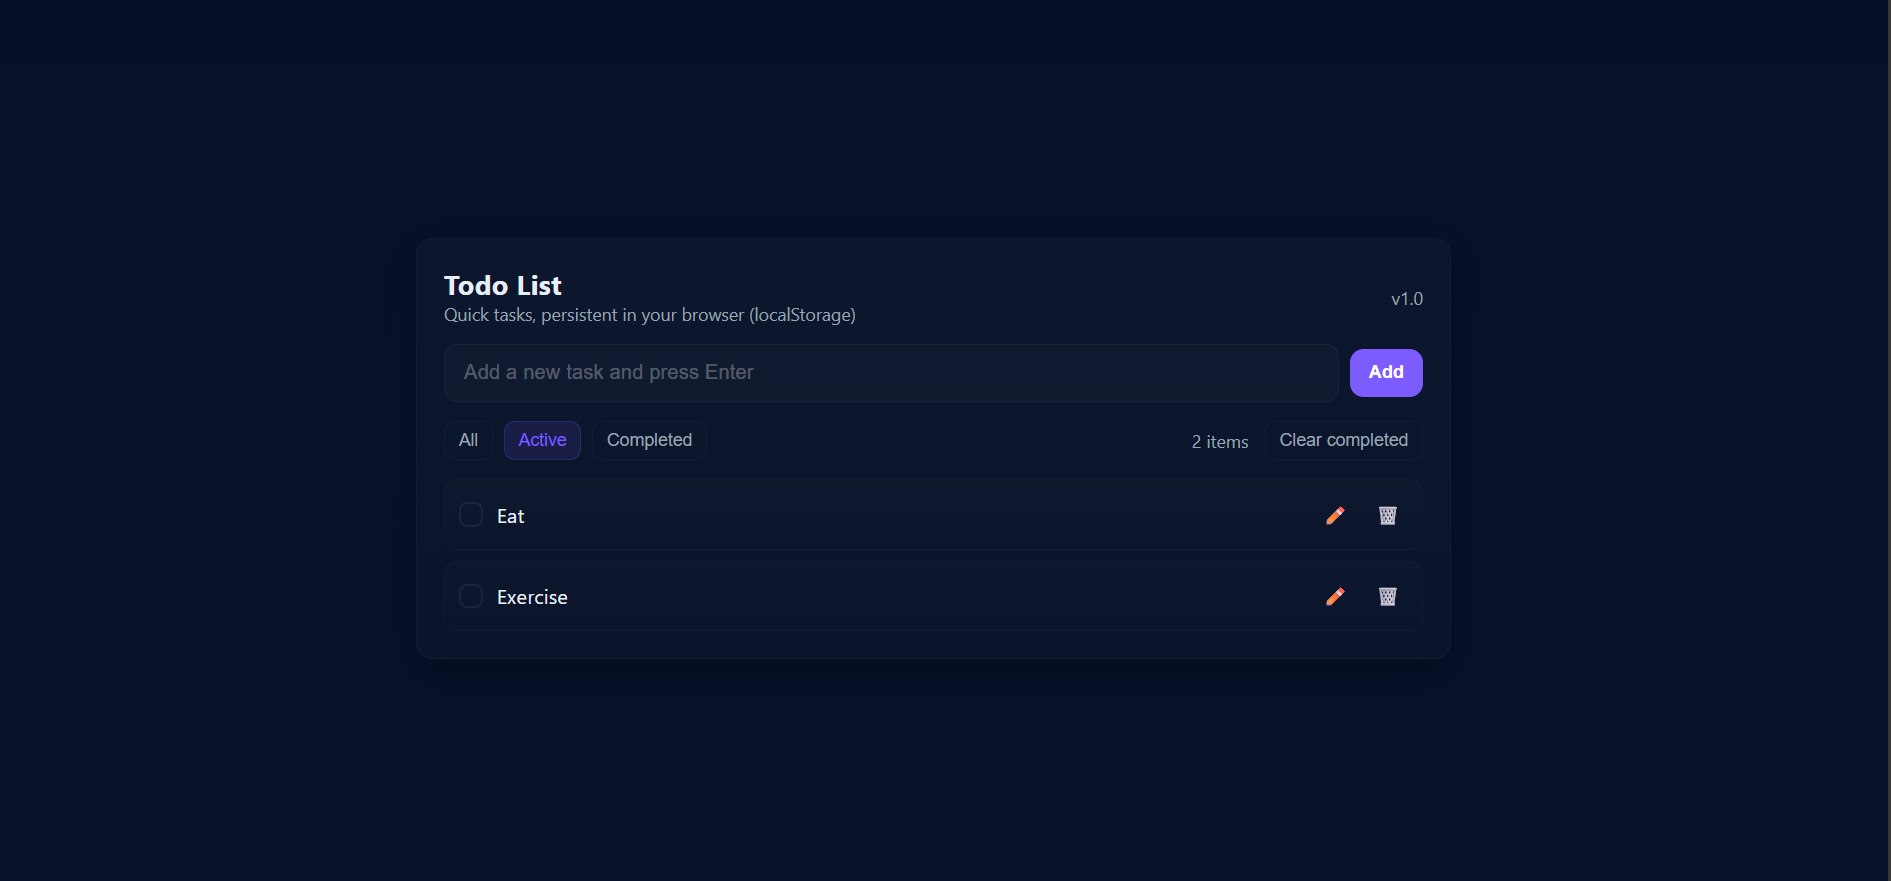 Todo List
Quick tasks, persistent in your browser (localStorage)
v1.0
Add a new task and press Enter
Add
All
Active
Completed
2 items
Clear completed
Eat
Exercise